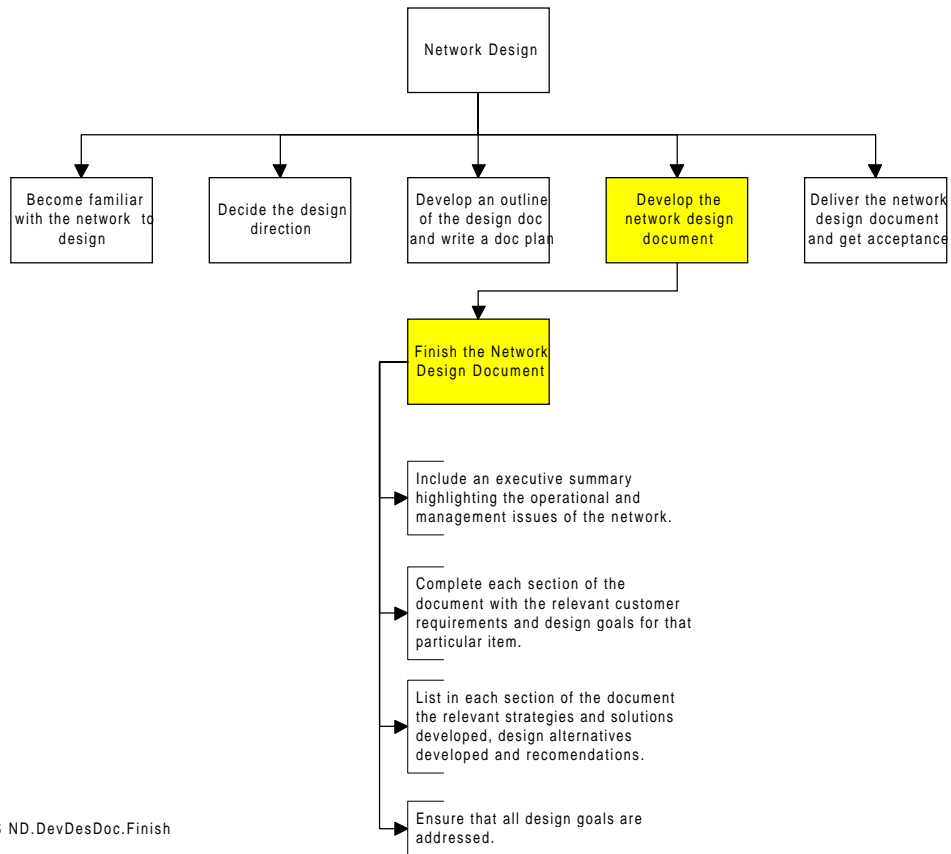 Network Design
Become familiar
with the network to
design
Decide the design
direction
Develop an outline
of the design doc
and write a doc plan
Develop the
network design
document
Deliver the network
design document
and get acceptance
Finish the Network
Design Document
Include an executive summary
highlighting the operational and
management issues of the network.
Complete each section of the
document with the relevant customer
requirements and design goals for that
particular item.
List in each section of the document
the relevant strategies and solutions
developed, design alternatives
developed and recomendations.
Ensure that all design goals are
addressed.
ND.DevDesDoc.Finish